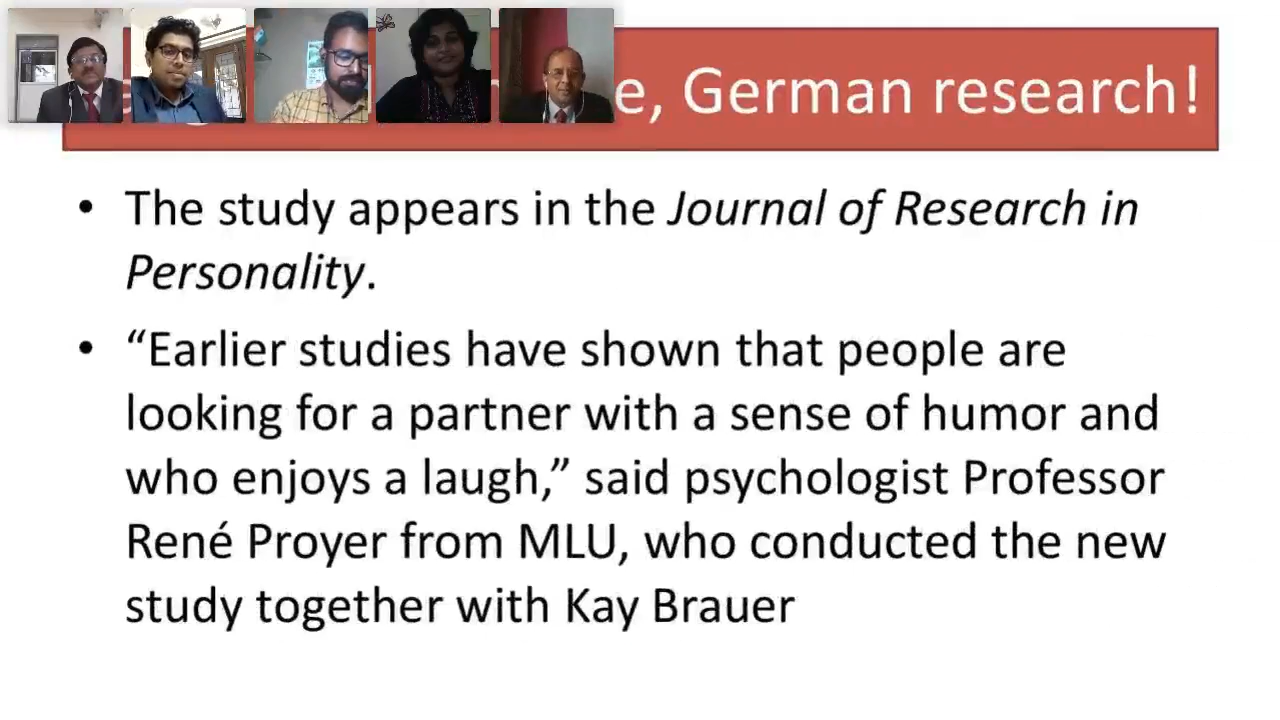 e, German research!
• The study appears in the Journal of Research in
Personality.
• “Earlier studies have shown that people are
looking for a partner with a sense of humor and
who enjoys a laugh,” said psychologist Professor
René Proyer from MLU, who conducted the new
study together with Kay Brauer